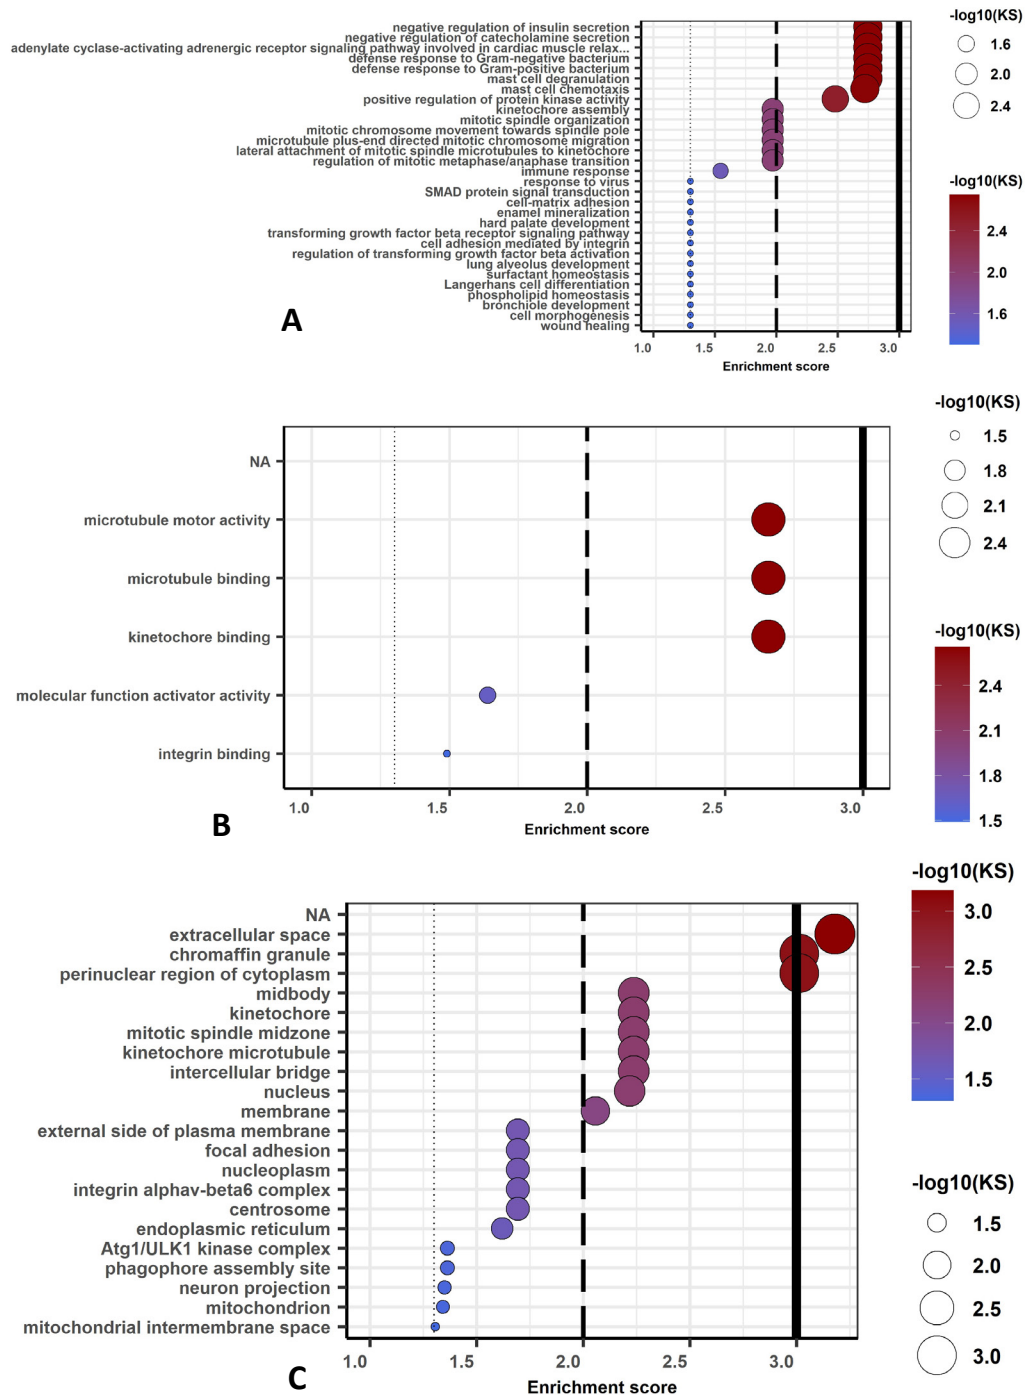 negative regulation of insulin secretion
negative regulation of catecholamine secretion
adenylate cyclase-activating adrenergic receptor signaling pathway involved in cardiac muscle relax...
defense response to Gram-negative bacterium
defense response to Gram-positive bacterium
mast cell degranulation
mast cell chemotaxis
positive regulation of protein kinase activity
kinetochore assembly
mitotic spindle organization
mitotic chromosome movement towards spindle pole
microtubule plus-end directed mitotic chromosome migration
lateral attachment of mitotic spindle microtubules to kinetochore
regulation of mitotic metaphase/anaphase transition
immune response
response to virus
SMAD protein signal transduction
cell-matrix adhesion
enamel mineralization
hard palate development
transforming growth factor beta receptor signaling pathway
cell adhesion mediated by integrin
regulation of transforming growth factor beta activation
lung alveolus development
surfactant homeostasis
Langerhans cell differentiation
phospholipid homeostasis
bronchiole development
cell morphogenesis
wound healing
1.0 1.5 2.0 2.5 3.0
Enrichment score
A
-log10(KS)
1.6
2.0
2.4
-log10(KS)
2.4
2.0
1.6
NA
microtubule motor activity
microtubule binding
kinetochore binding
molecular function activator activity
integrin binding
1.0 1.5 2.0 2.5 3.0
Enrichment score
B
-log10(KS)
1.5
1.8
2.1
2.4
-log10(KS)
2.4
2.1
1.8
1.5
NA
extracellular space
chromaffin granule
perinuclear region of cytoplasm
midbody
kinetochore
mitotic spindle midzone
kinetochore microtubule
intercellular bridge
nucleus
membrane
external side of plasma membrane
focal adhesion
nucleoplasm
integrin alphav-beta6 complex
centrosome
endoplasmic reticulum
Atg1/ULK1 kinase complex
phagophore assembly site
neuron projection
mitochondrion
mitochondrial intermembrane space
1.0 1.5 2.0 2.5 3.0
Enrichment score
C
-log10(KS)
3.0
2.5
2.0
1.5
-log10(KS)
1.5
2.0
2.5
3.0